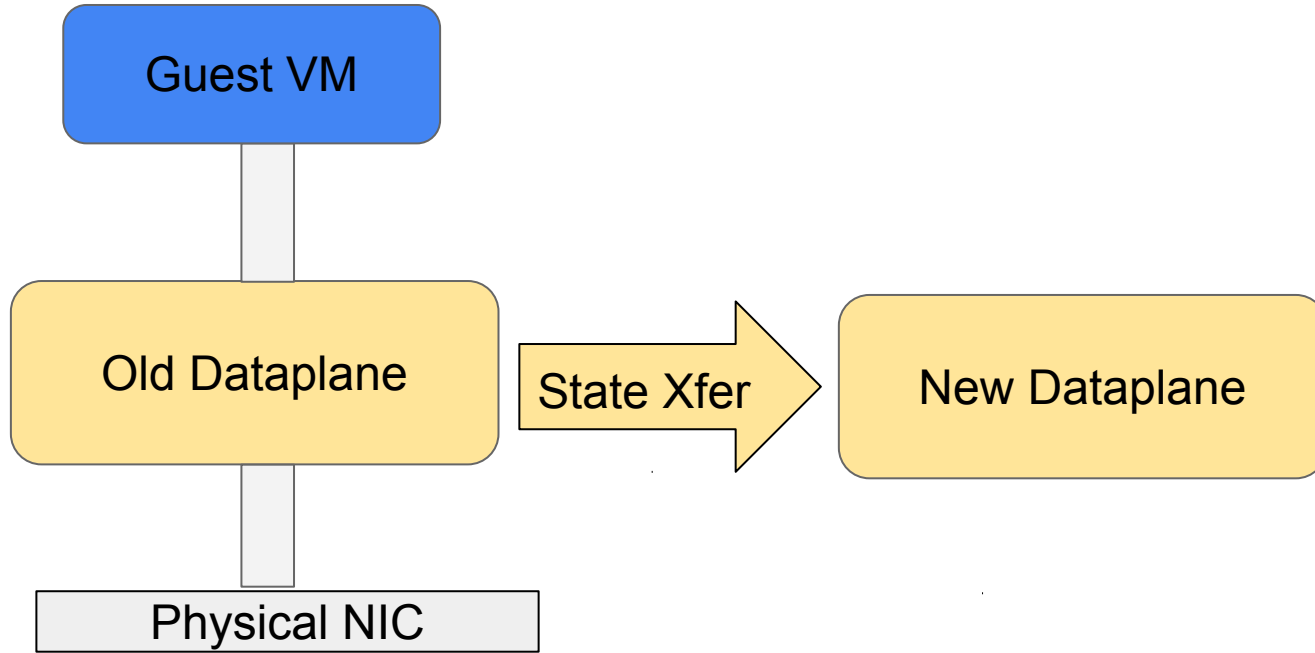 Guest VM
Old Dataplane
State Xfer
New Dataplane
Physical NIC